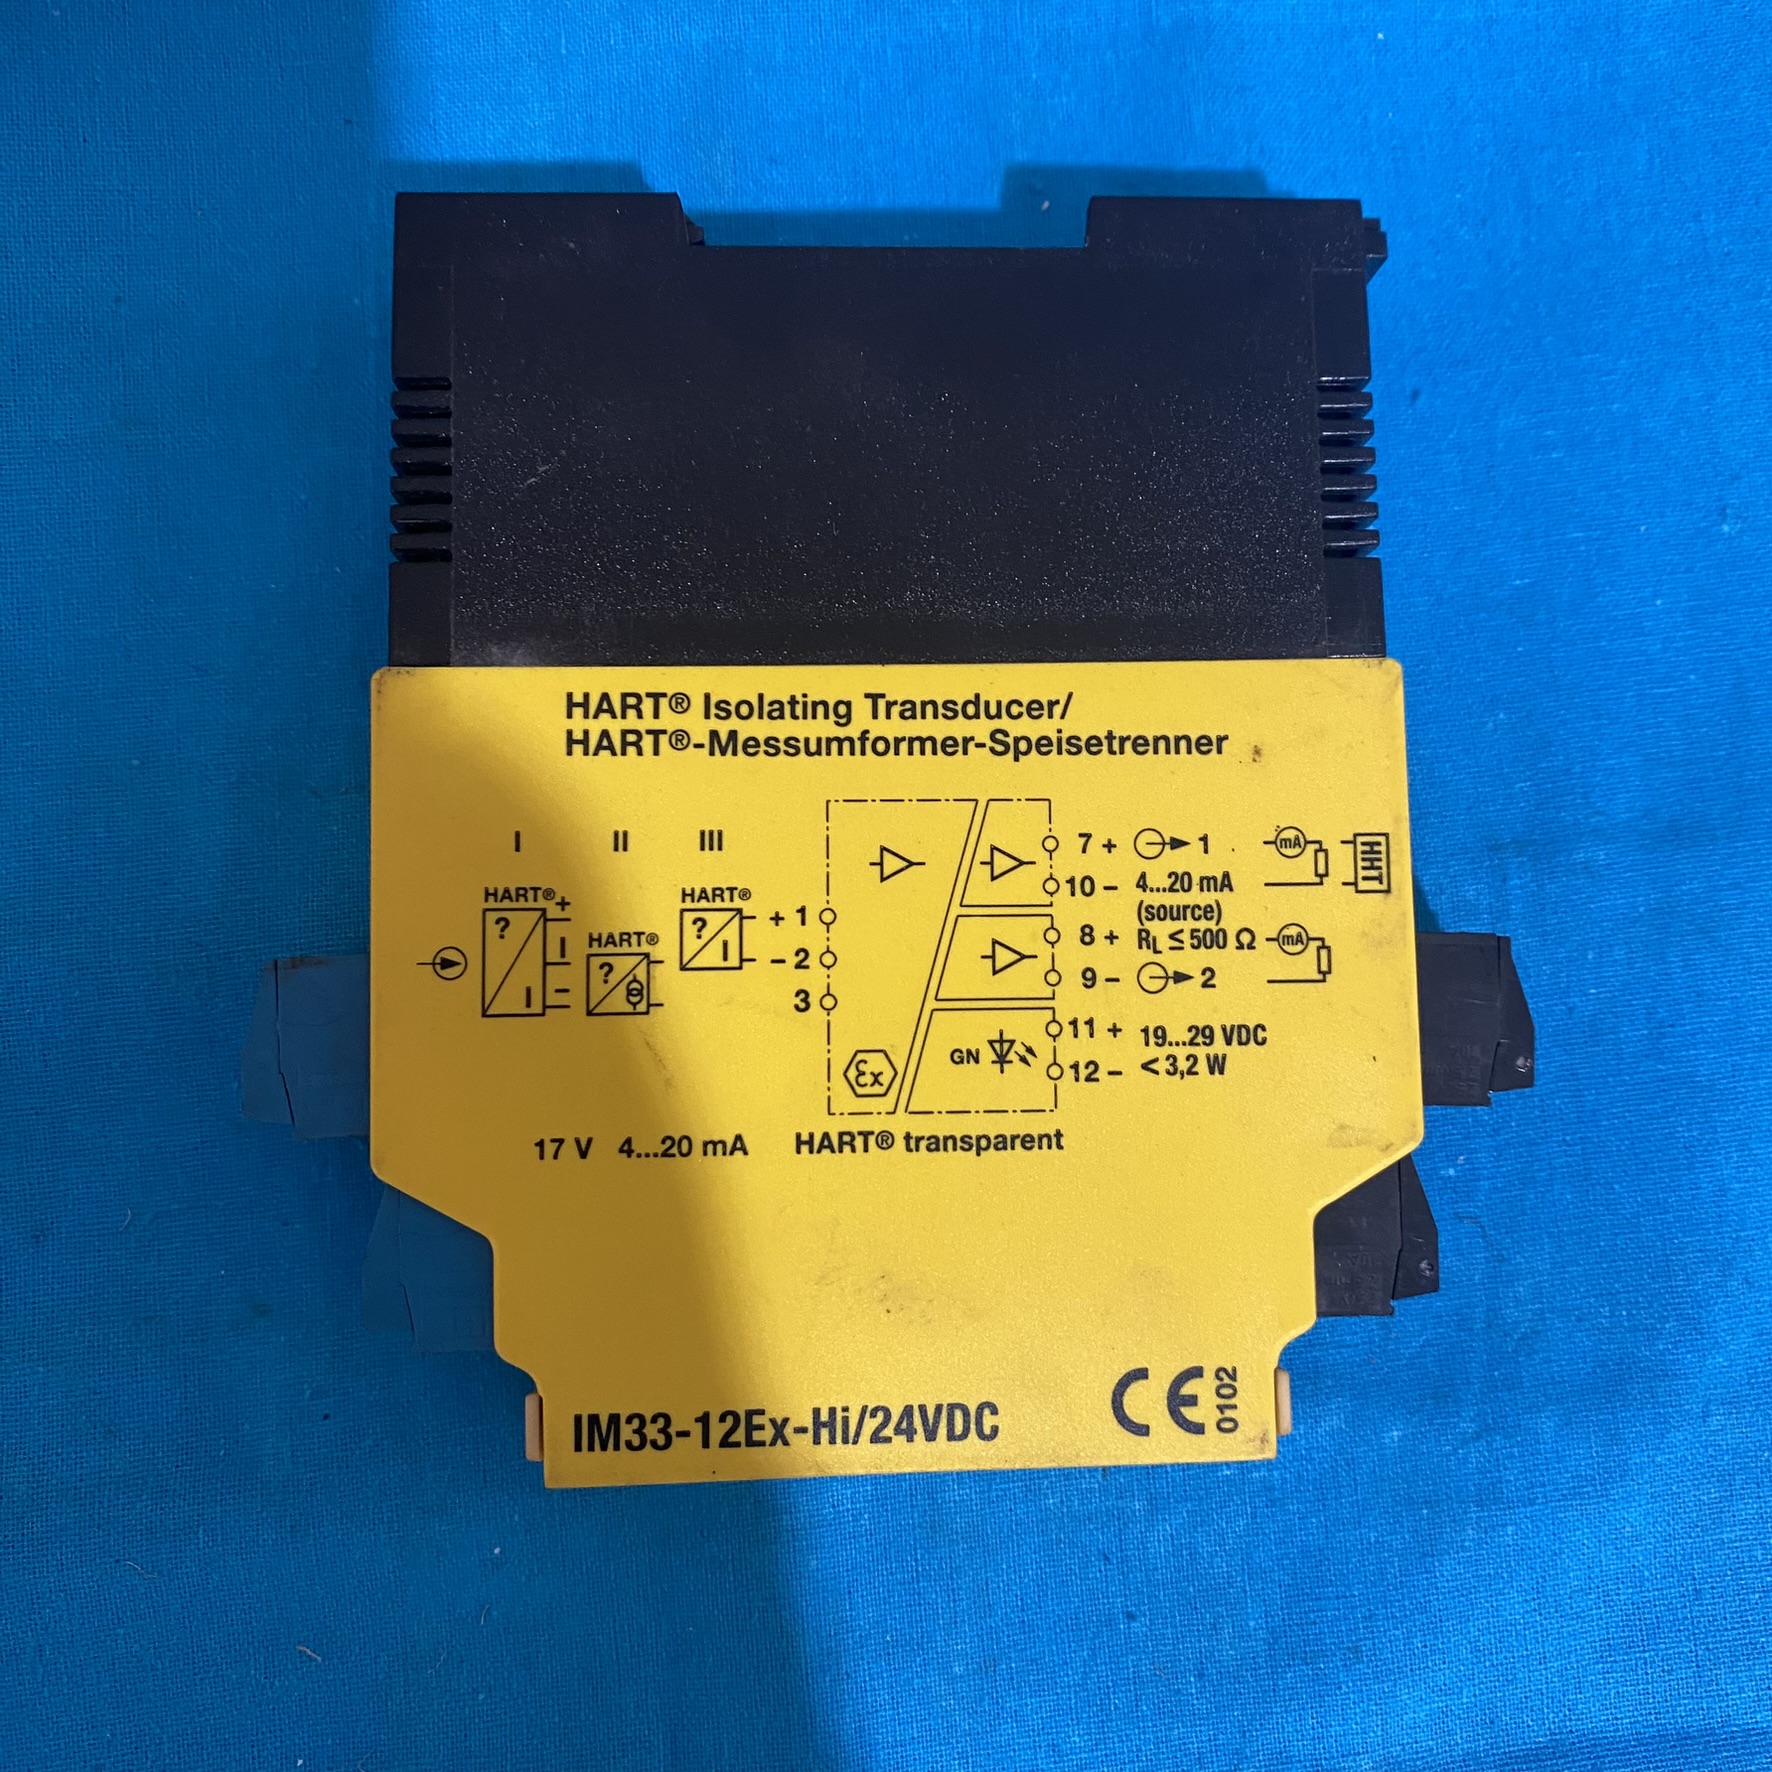 HART® Isolating Transducer/
HART®-Messumformer-Speisetrenner
I II III
HART® +
? I
I −
HART®
?
HART®
? I
+ 1
− 2
3
Ex
7 + 1
10 − 4...20 mA
(source)
8 + RL ≤ 500 Ω
9 − 2
mA
HHT
mA
GN
11 + 19...29 VDC
12 − < 3,2 W
17 V 4...20 mA HART® transparent
IM33-12Ex-Hi/24VDC
CE 0102